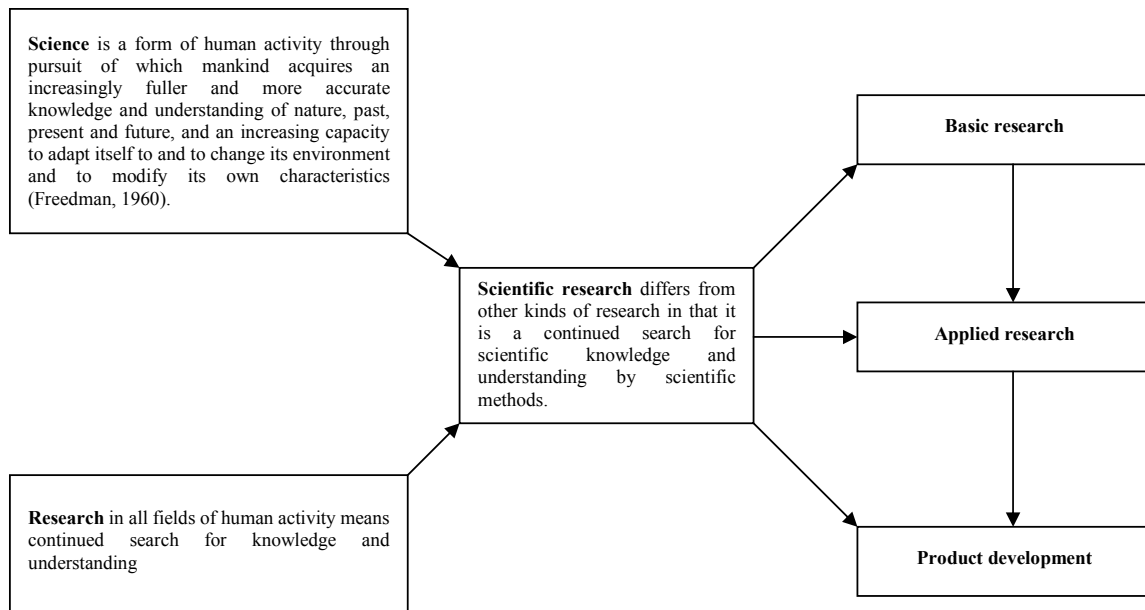 Science is a form of human activity through
pursuit of which mankind acquires an
increasingly fuller and more accurate
knowledge and understanding of nature, past,
present and future, and an increasing capacity
to adapt itself to and to change its environment
and to modify its own characteristics
(Freedman, 1960).
Research in all fields of human activity means
continued search for knowledge and
understanding
Scientific research differs from
other kinds of research in that it
is a continued search for
scientific knowledge and
understanding by scientific
methods.
Basic research
Applied research
Product development